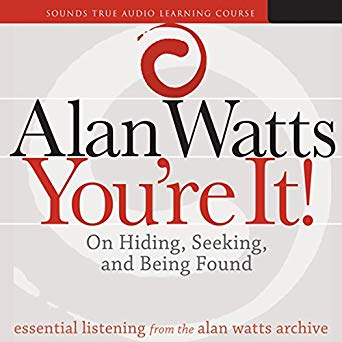 SOUNDS TRUE AUDIO LEARNING COURSE
Alan Watts
You're It!
On Hiding, Seeking,
and Being Found
essential listening from the alan watts archive